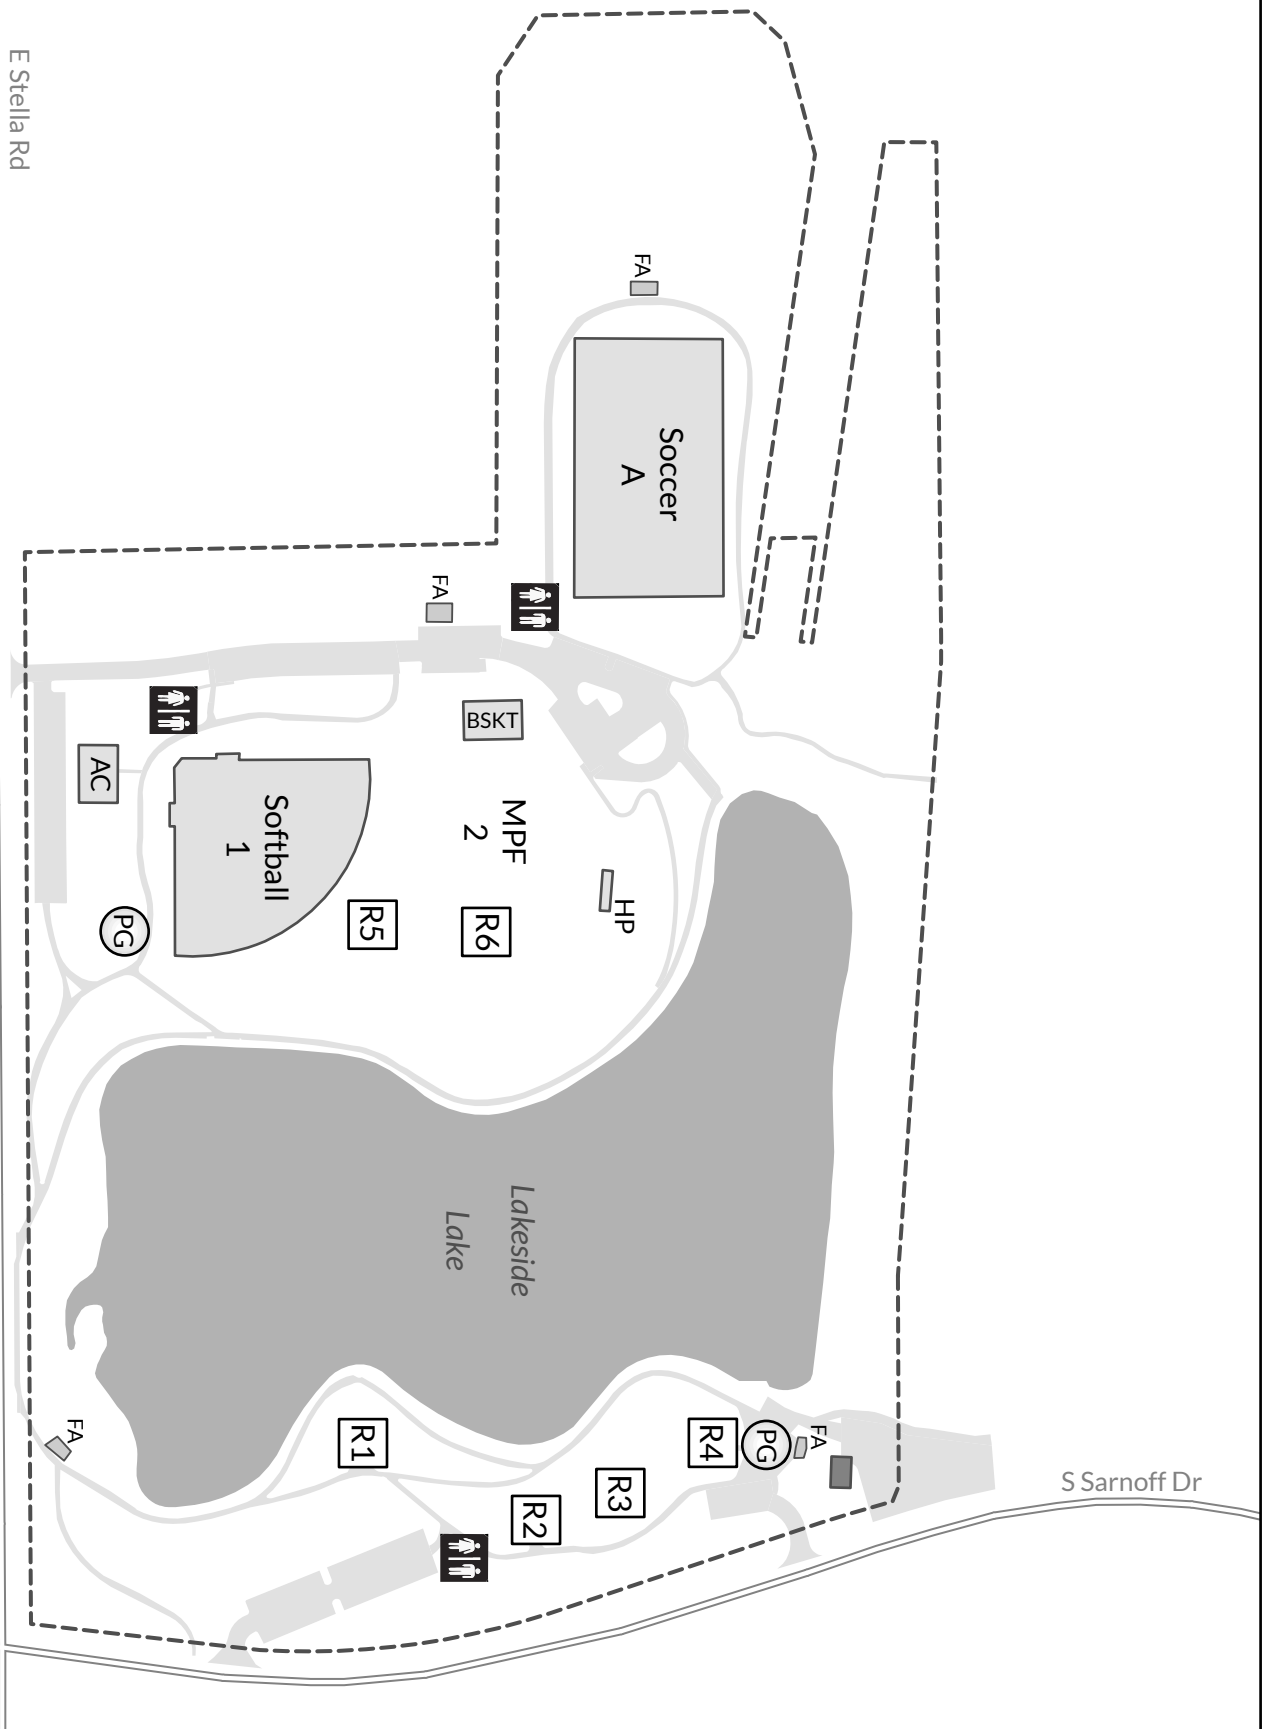 E Stella Rd
FA
Soccer
A
FA
BSKT
AC
Softball
1
MPF
2
HP
PG
R5
R6
Lakeside
Lake
FA
R1
R2
R3
R4
PG
FA
S Sarnoff Dr